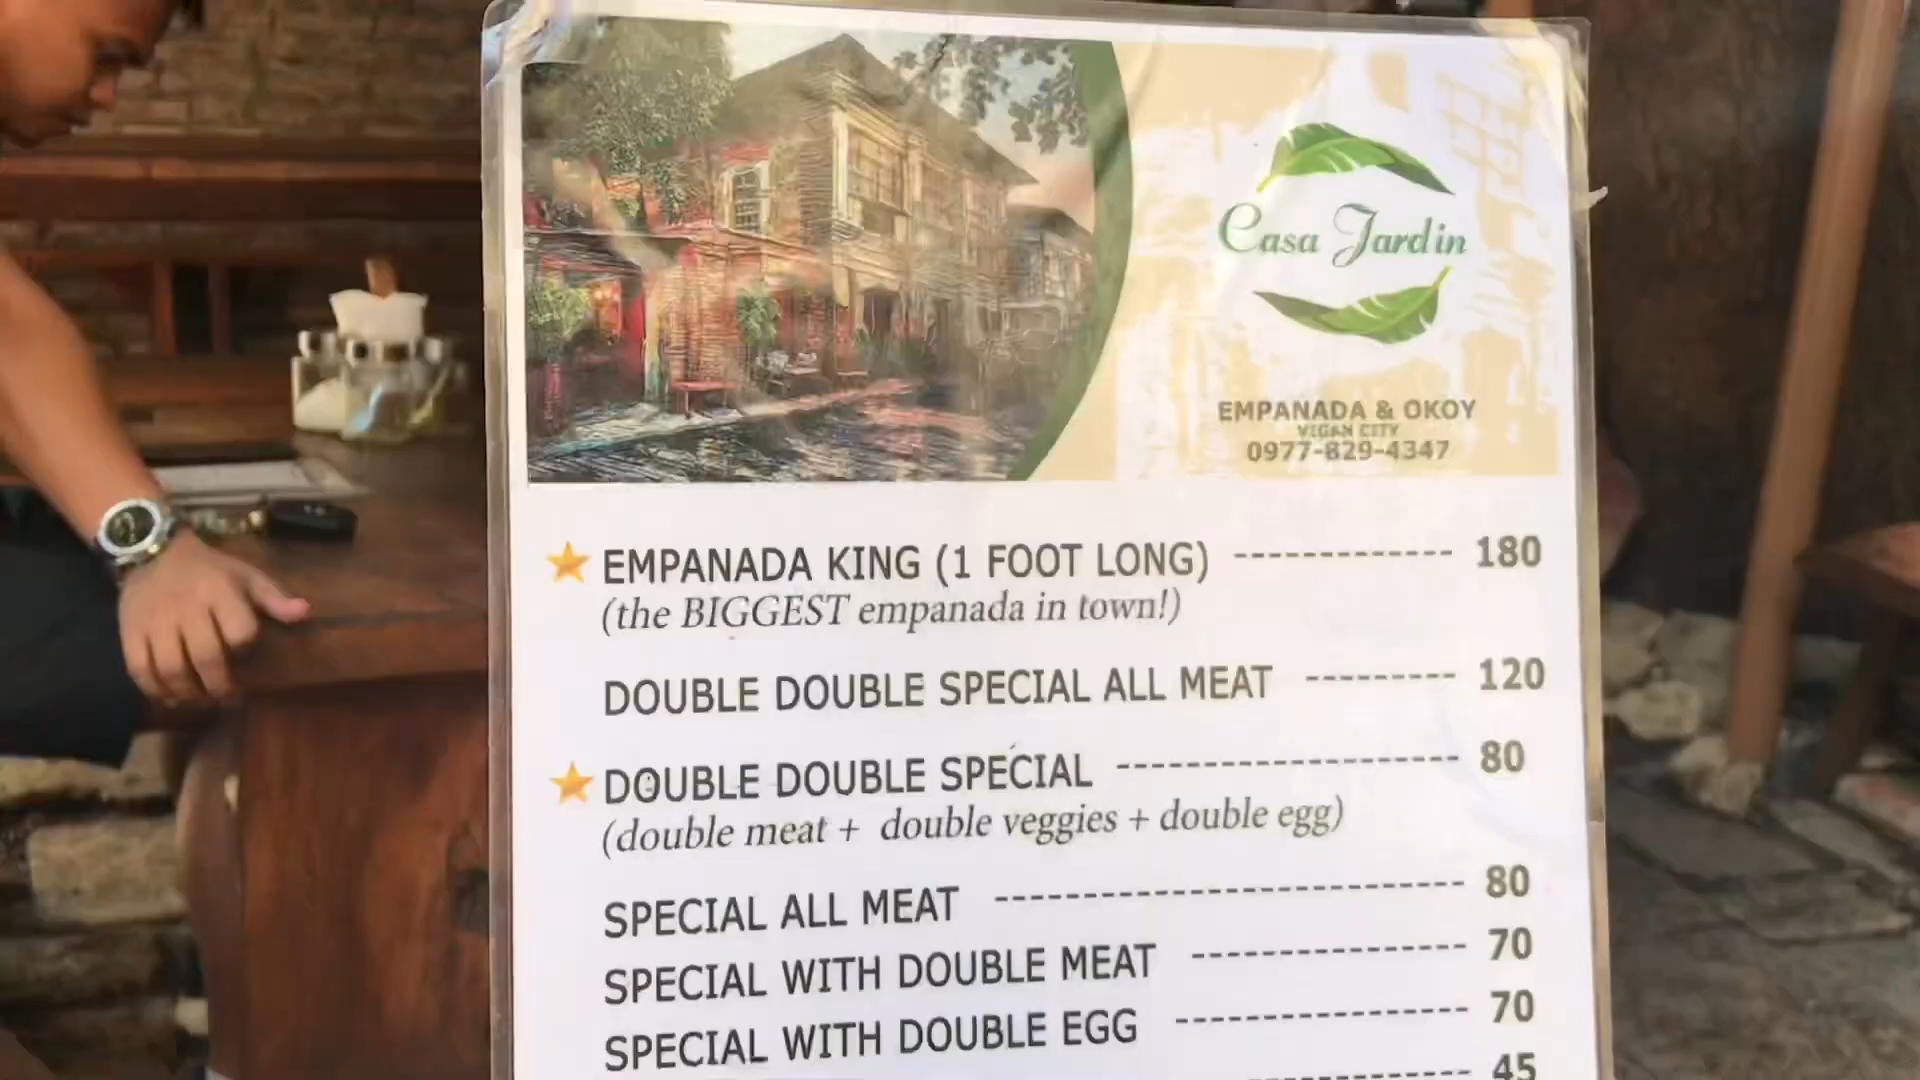 Casa Jardin
EMPANADA & OKOY
VIGAN CITY
0977-829-4347
EMPANADA KING (1 FOOT LONG) ------------- 180
(the BIGGEST empanada in town!)
DOUBLE DOUBLE SPECIAL ALL MEAT --------- 120
DOUBLE DOUBLE SPECIAL --------------------- 80
(double meat + double veggies + double egg)
SPECIAL ALL MEAT ----------------------------- 80
SPECIAL WITH DOUBLE MEAT ----------------- 70
SPECIAL WITH DOUBLE EGG ------------------ 70
45